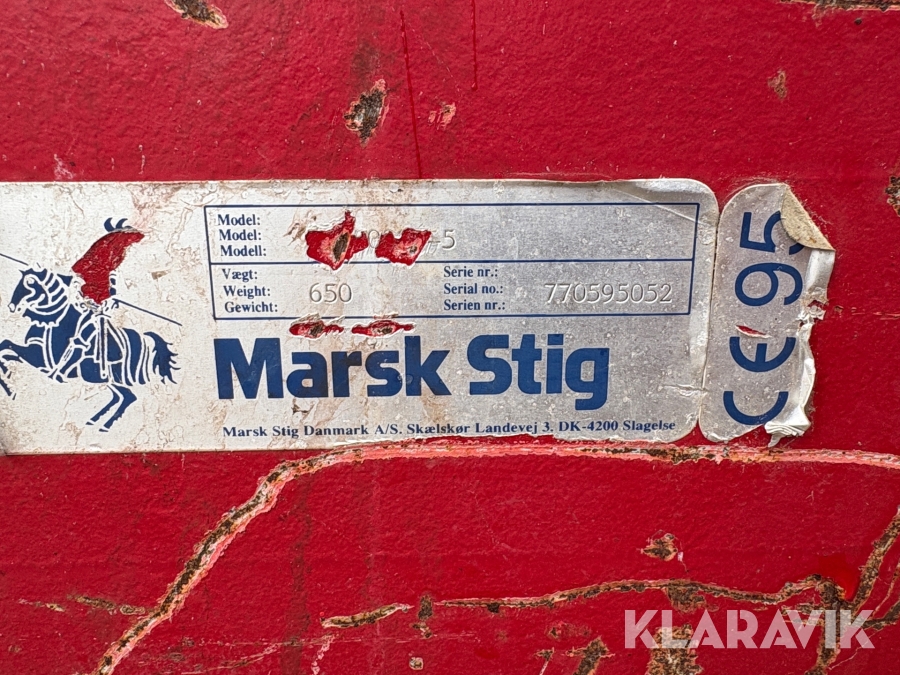 Model:
Model:
Modell: -5
Vægt: Serie nr.:
Weight: 650 Serial no.: 770595052
Gewicht: Serien nr.:
Marsk Stig
Marsk Stig Danmark A/S. Skælskør Landevej 3. DK-4200 Slagelse
CE 95
KLARAVIK